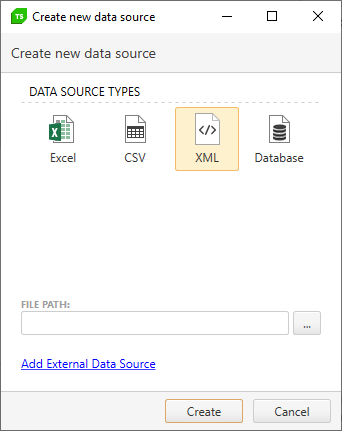 TS Create new data source
Create new data source
DATA SOURCE TYPES
Excel CSV XML Database
FILE PATH:
...
Add External Data Source
Create Cancel